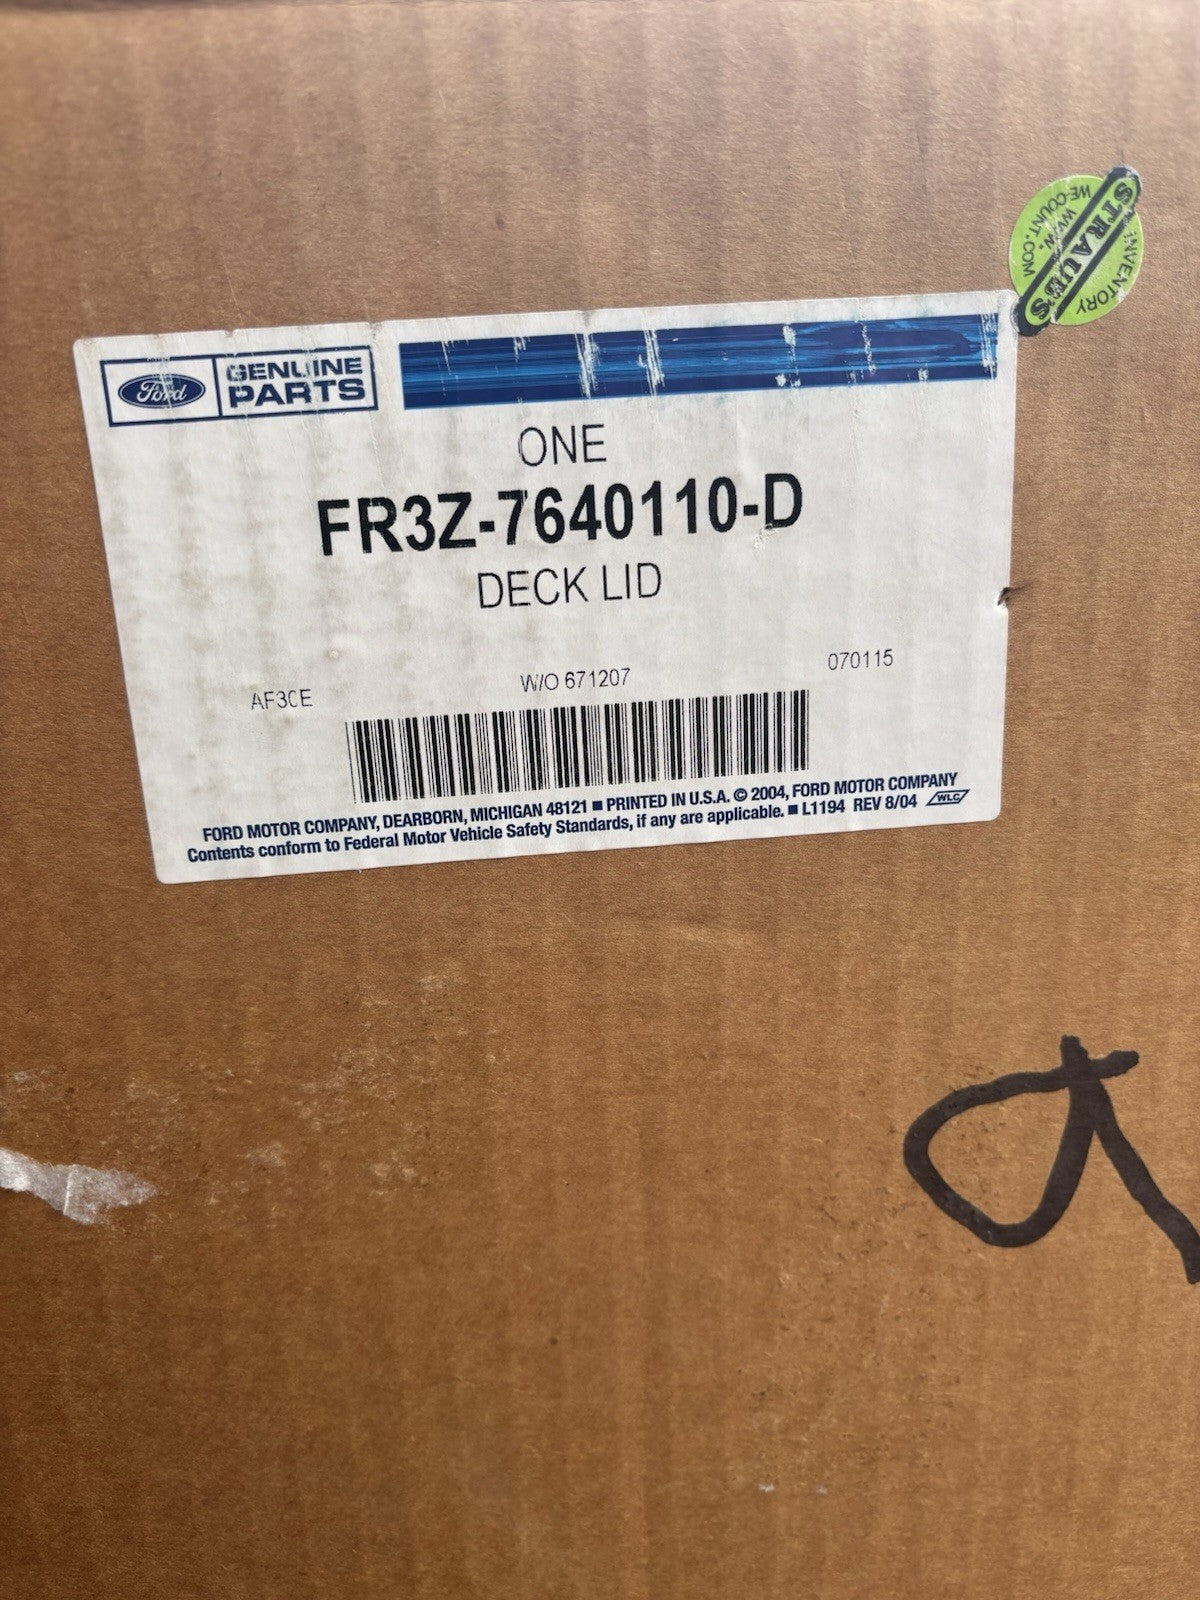 STRAUB'S
INVENTORY
WWW.
WE-COUNT.COM
Ford
GENUINE
PARTS
ONE
FR3Z-7640110-D
DECK LID
AF30E
W/O 671207
070115
FORD MOTOR COMPANY, DEARBORN, MICHIGAN 48121 ■ PRINTED IN U.S.A. © 2004, FORD MOTOR COMPANY
Contents conform to Federal Motor Vehicle Safety Standards, if any are applicable. ■ L1194 REV 8/04 WLC